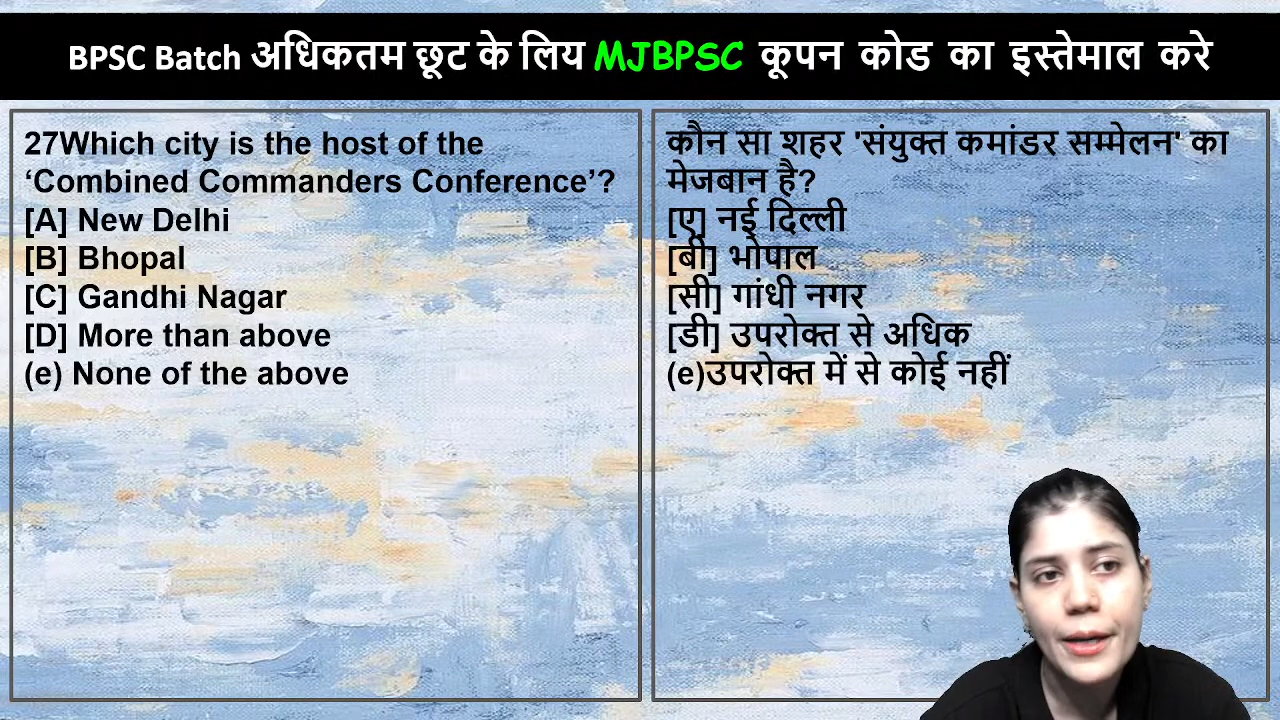 BPSC Batch अधिकतम छूट के लिय MJBPSC कूपन कोड का इस्तेमाल करे
27Which city is the host of the
‘Combined Commanders Conference’?
[A] New Delhi
[B] Bhopal
[C] Gandhi Nagar
[D] More than above
(e) None of the above
कौन सा शहर 'संयुक्त कमांडर सम्मेलन' का
मेजबान है?
[ए] नई दिल्ली
[बी] भोपाल
[सी] गांधी नगर
[डी] उपरोक्त से अधिक
(e)उपरोक्त में से कोई नहीं